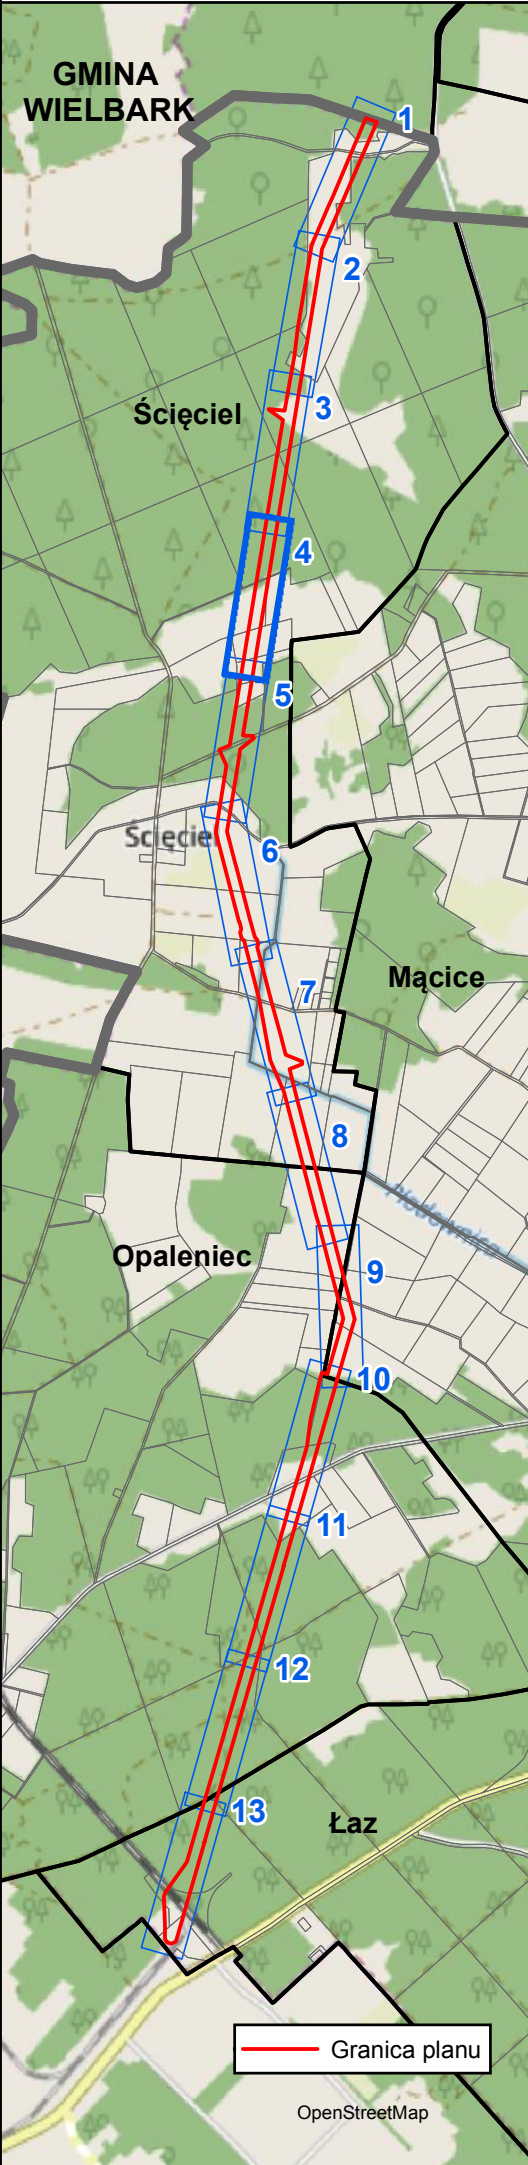 GMINA
WIELBARK
1
2
3
Ścięciel
4
5
Ścięciel
6
7
Mącice
8
Opaleniec
9
10
11
12
13
Łaz
Granica planu
OpenStreetMap